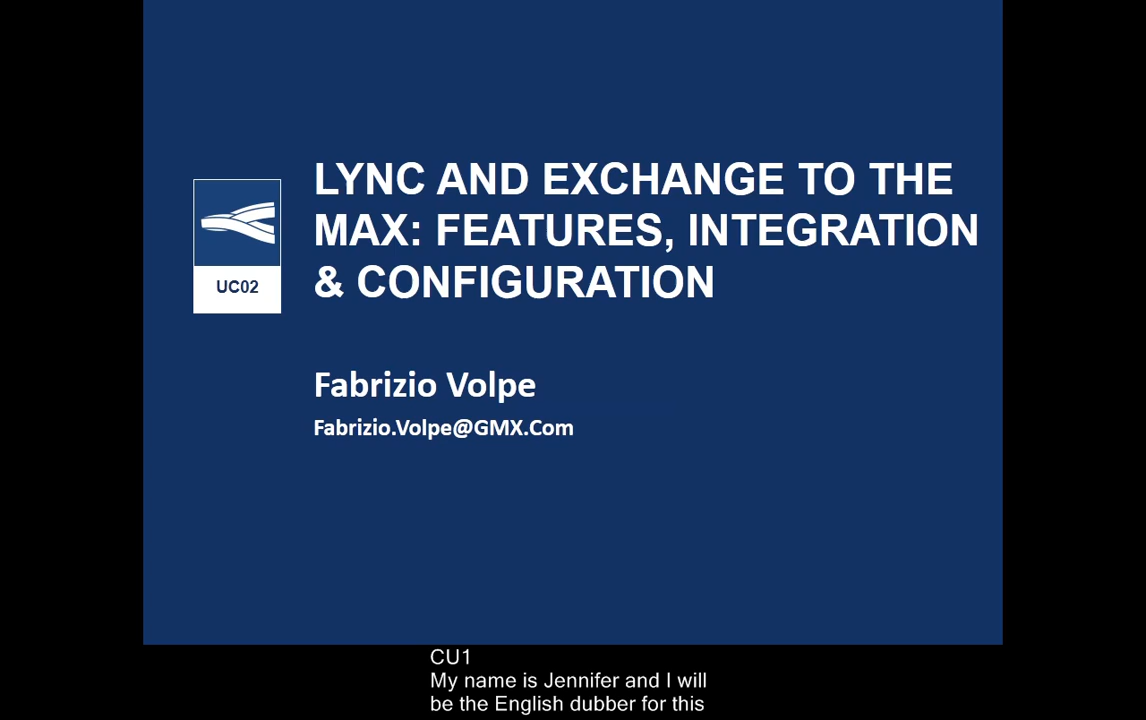 LYNC AND EXCHANGE TO THE
MAX: FEATURES, INTEGRATION
& CONFIGURATION
UC02
Fabrizio Volpe
Fabrizio.Volpe@GMX.Com
CU1
My name is Jennifer and I will
be the English dubber for this